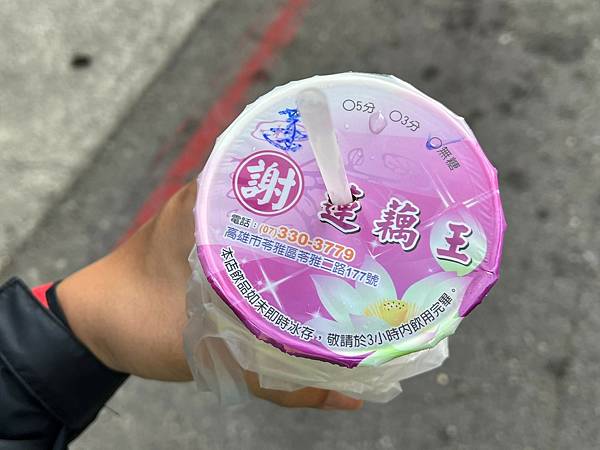 ○5分 ○3分 ○無糖
謝
蓮藕王
電話：(07)330-3779
高雄市苓雅區苓雅二路177號
本店飲品如未即時冰存，敬請於3小時內飲用完畢。